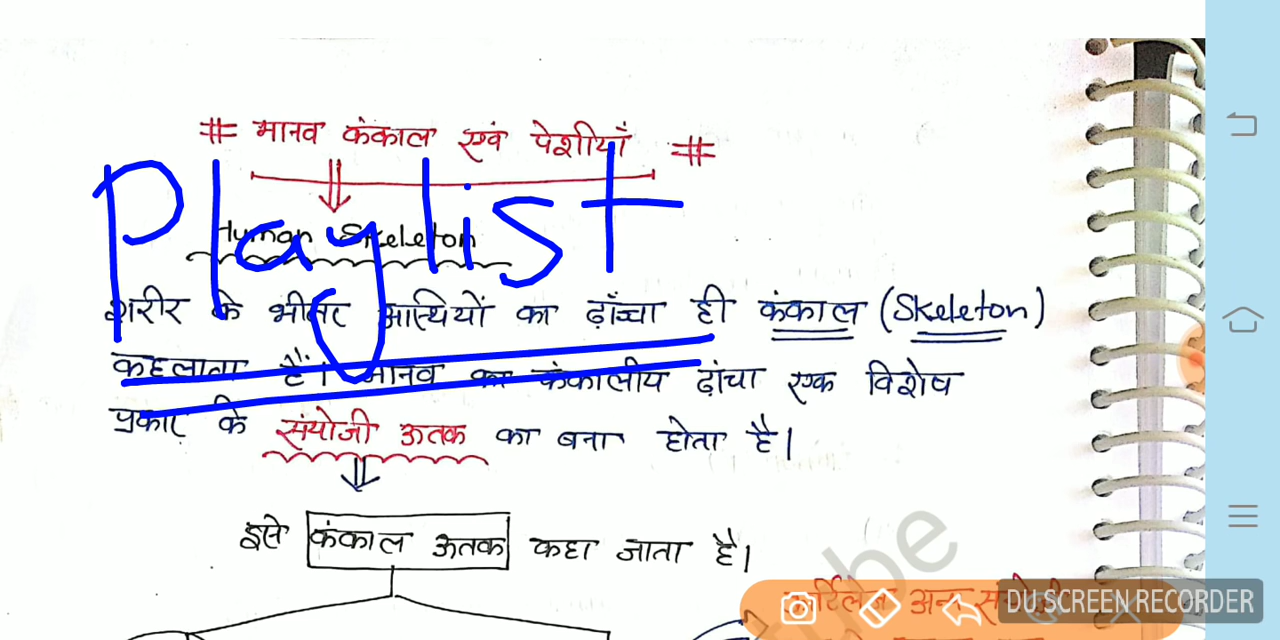 # मानव कंकाल एवं पेशीयाँ #
Playlist
Human Skeleton
शरीर के भीतर अस्थियों का ढ़ाँचा ही कंकाल (Skeleton)
कहलाता हैं। मानव का कंकालीय ढ़ांचा एक विशेष
प्रकार के संयोजी ऊतक का बना होता है।
इसे कंकाल ऊतक कहा जाता है।
DU SCREEN RECORDER